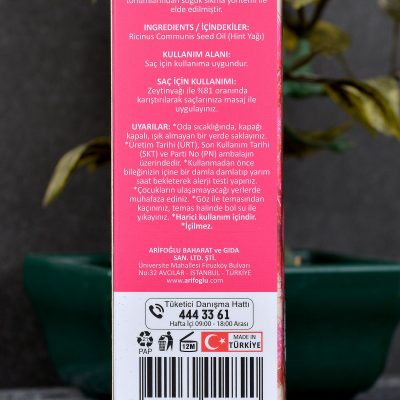 tohumlarından soğuk sıkma yöntemi ile
elde edilmiştir.
INGREDIENTS / İÇİNDEKİLER:
Ricinus Communis Seed Oil (Hint Yağı)
KULLANIM ALANI:
Saç için kullanıma uygundur.
SAÇ İÇİN KULLANIMI:
Zeytinyağı ile %81 oranında
karıştırılarak saçlarınıza masaj ile
uygulayınız.
UYARILAR: *Oda sıcaklığında, kapağı
kapalı, ışık almayan bir yerde saklayınız.
*Üretim Tarihi (ÜRT), Son Kullanım Tarihi
(SKT) ve Parti No (PN) ambalajın
üzerindedir. *Kullanmadan önce
bileğinizin içine bir damla damlatıp yarım
saat bekleterek alerji testi yapınız.
*Çocukların ulaşamayacağı yerlerde
muhafaza ediniz. *Göz ile temasından
kaçınınız, temas halinde bol su ile
yıkayınız. *Harici kullanım içindir.
*İçilmez.
ARİFOĞLU BAHARAT ve GIDA
SAN. LTD. ŞTİ.
Üniversite Mahallesi Firuzköy Bulvarı
No:32 AVCILAR - İSTANBUL - TÜRKİYE
www.arifoglu.com
Tüketici Danışma Hattı
444 33 61
Hafta İçi 09:00 - 18:00 Arası
PAP
12M
MADE IN
TÜRKİYE